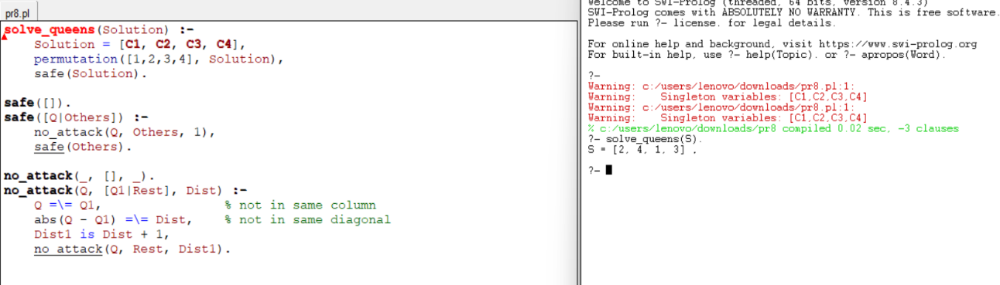 pr8.pl
solve_queens(Solution) :-
    Solution = [C1, C2, C3, C4],
    permutation([1,2,3,4], Solution),
    safe(Solution).
safe([]).
safe([Q|Others]) :-
    no_attack(Q, Others, 1),
    safe(Others).
no_attack(_, [], _).
no_attack(Q, [Q1|Rest], Dist) :-
    Q =\= Q1,               % not in same column
    abs(Q - Q1) =\= Dist,   % not in same diagonal
    Dist1 is Dist + 1,
    no_attack(Q, Rest, Dist1).
Welcome to SWI-Prolog (threaded, 64 bits, version 8.4.3)
SWI-Prolog comes with ABSOLUTELY NO WARRANTY. This is free software.
Please run ?- license. for legal details.
For online help and background, visit https://www.swi-prolog.org
For built-in help, use ?- help(Topic). or ?- apropos(Word).
?-
Warning: c:/users/lenovo/downloads/pr8.pl:1:
Warning:    Singleton variables: [C1,C2,C3,C4]
Warning: c:/users/lenovo/downloads/pr8.pl:1:
Warning:    Singleton variables: [C1,C2,C3,C4]
% c:/users/lenovo/downloads/pr8 compiled 0.02 sec, -3 clauses
?- solve_queens(S).
S = [2, 4, 1, 3] .
?-